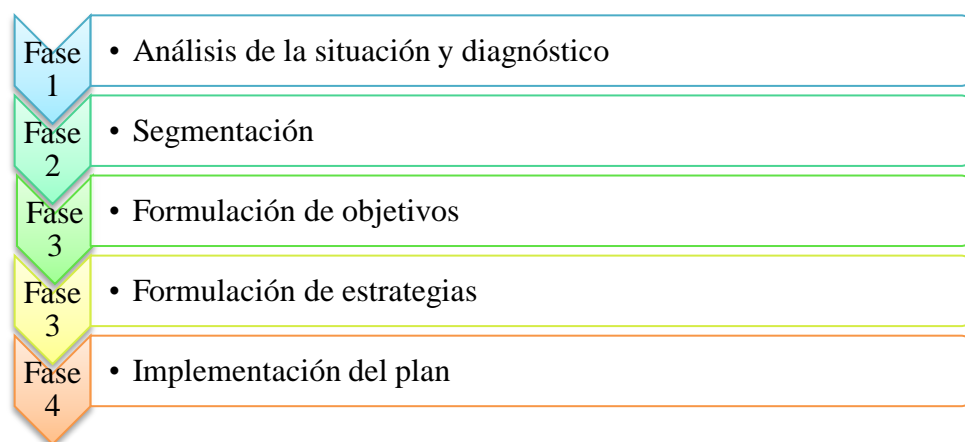 Fase
1
• Análisis de la situación y diagnóstico
Fase
2
• Segmentación
Fase
3
• Formulación de objetivos
Fase
3
• Formulación de estrategias
Fase
4
• Implementación del plan